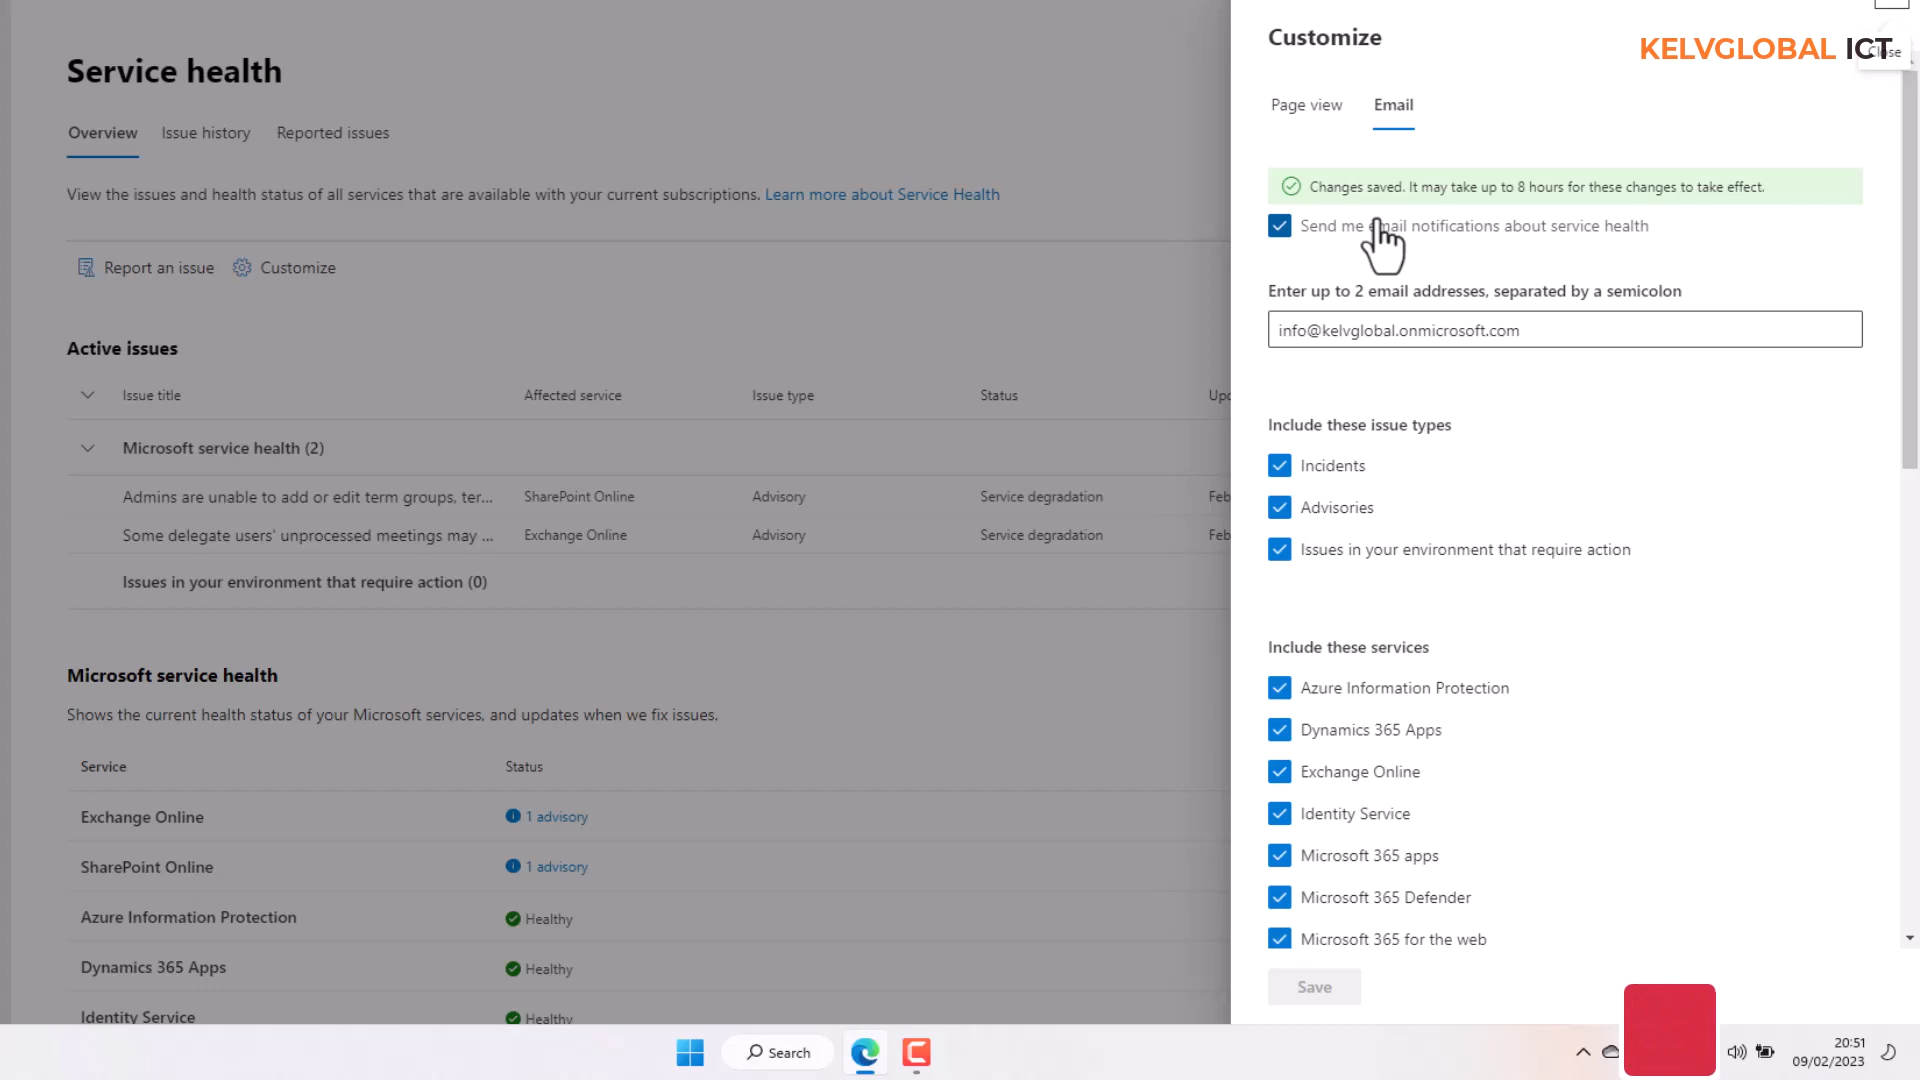 Service health
Overview Issue history Reported issues
View the issues and health status of all services that are available with your current subscriptions. Learn more about Service Health
Report an issue Customize
Active issues
Issue title Affected service Issue type Status
Microsoft service health (2)
Admins are unable to add or edit term groups, ter... SharePoint Online Advisory Service degradation Feb
Some delegate users' unprocessed meetings may ... Exchange Online Advisory Service degradation Feb
Issues in your environment that require action (0)
Microsoft service health
Shows the current health status of your Microsoft services, and updates when we fix issues.
Service Status
Exchange Online 1 advisory
SharePoint Online 1 advisory
Azure Information Protection Healthy
Dynamics 365 Apps Healthy
Identity Service Healthy
Customize
KELVGLOBAL ICT
Close
Page view Email
Changes saved. It may take up to 8 hours for these changes to take effect.
Send me email notifications about service health
Enter up to 2 email addresses, separated by a semicolon
info@kelvglobal.onmicrosoft.com
Include these issue types
Incidents
Advisories
Issues in your environment that require action
Include these services
Azure Information Protection
Dynamics 365 Apps
Exchange Online
Identity Service
Microsoft 365 apps
Microsoft 365 Defender
Microsoft 365 for the web
Save
Search
20:51
09/02/2023